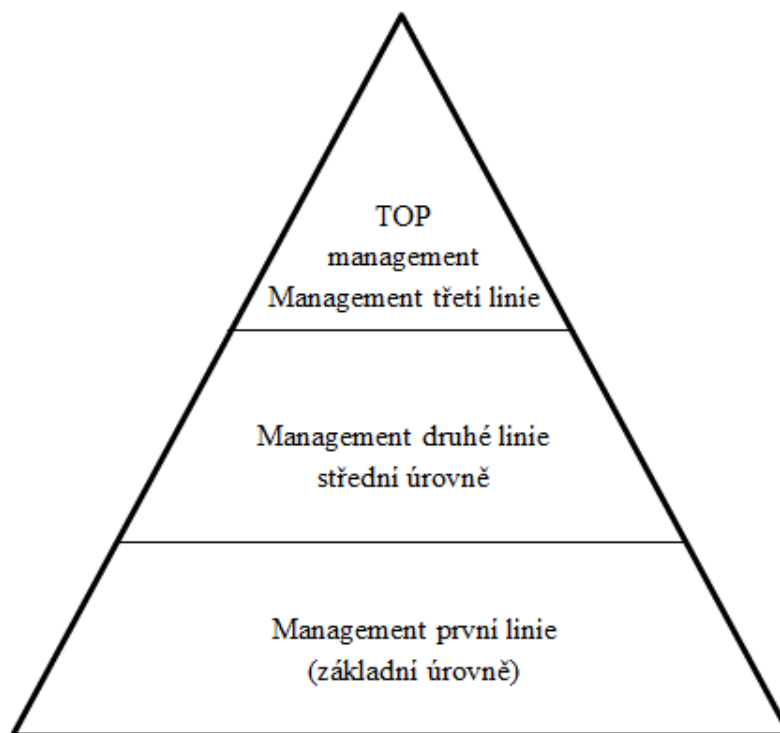 TOP
management
Management třetí linie
Management druhé linie
střední úrovně
Management první linie
(základní úrovně)